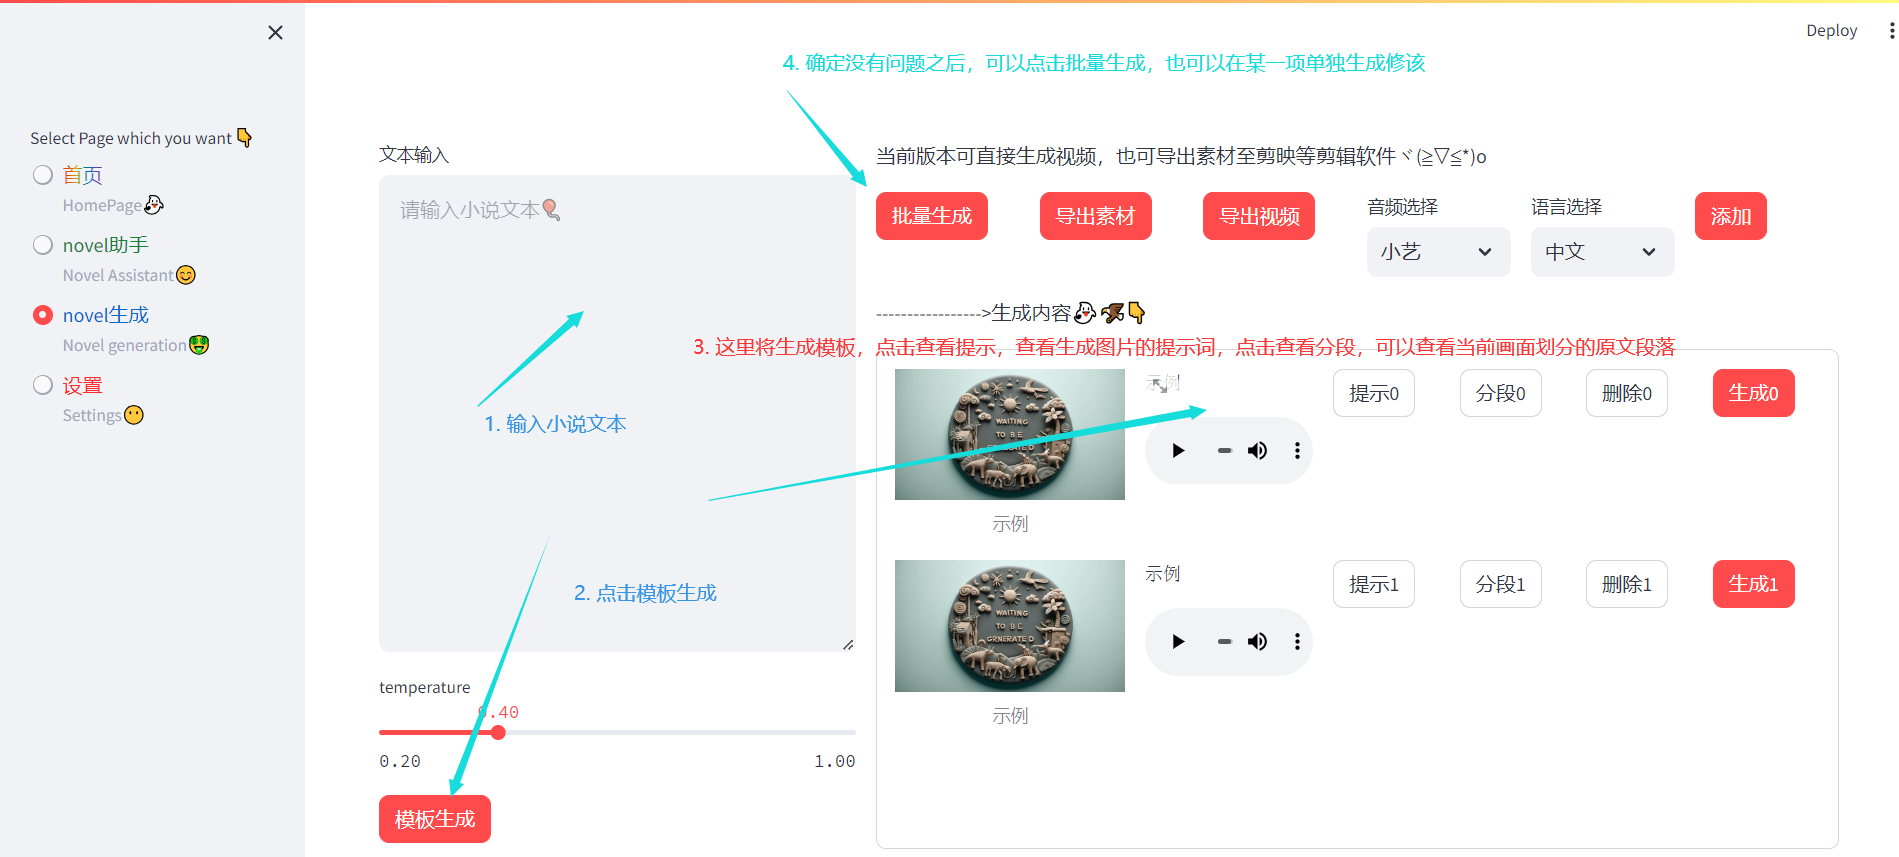 Deploy
4. 确定没有问题之后，可以点击批量生成，也可以在某一项单独生成修该
Select Page which you want👇
首页
HomePage
novel助手
Novel Assistant😊
novel生成
Novel generation🤑
设置
Settings😶
文本输入
请输入小说文本🎈
1. 输入小说文本
2. 点击模板生成
temperature
0.40
0.20
1.00
模板生成
当前版本可直接生成视频，也可导出素材至剪映等剪辑软件ヾ(≧▽≦*)o
批量生成
导出素材
导出视频
音频选择
小艺
语言选择
中文
添加
----------------->生成内容👇
3. 这里将生成模板，点击查看提示，查看生成图片的提示词，点击查看分段，可以查看当前画面划分的原文段落
WAITING
TO BE
GENERATED
示例
示例
提示0
分段0
删除0
生成0
WAITING
TO BE
GRNERATED
示例
示例
提示1
分段1
删除1
生成1